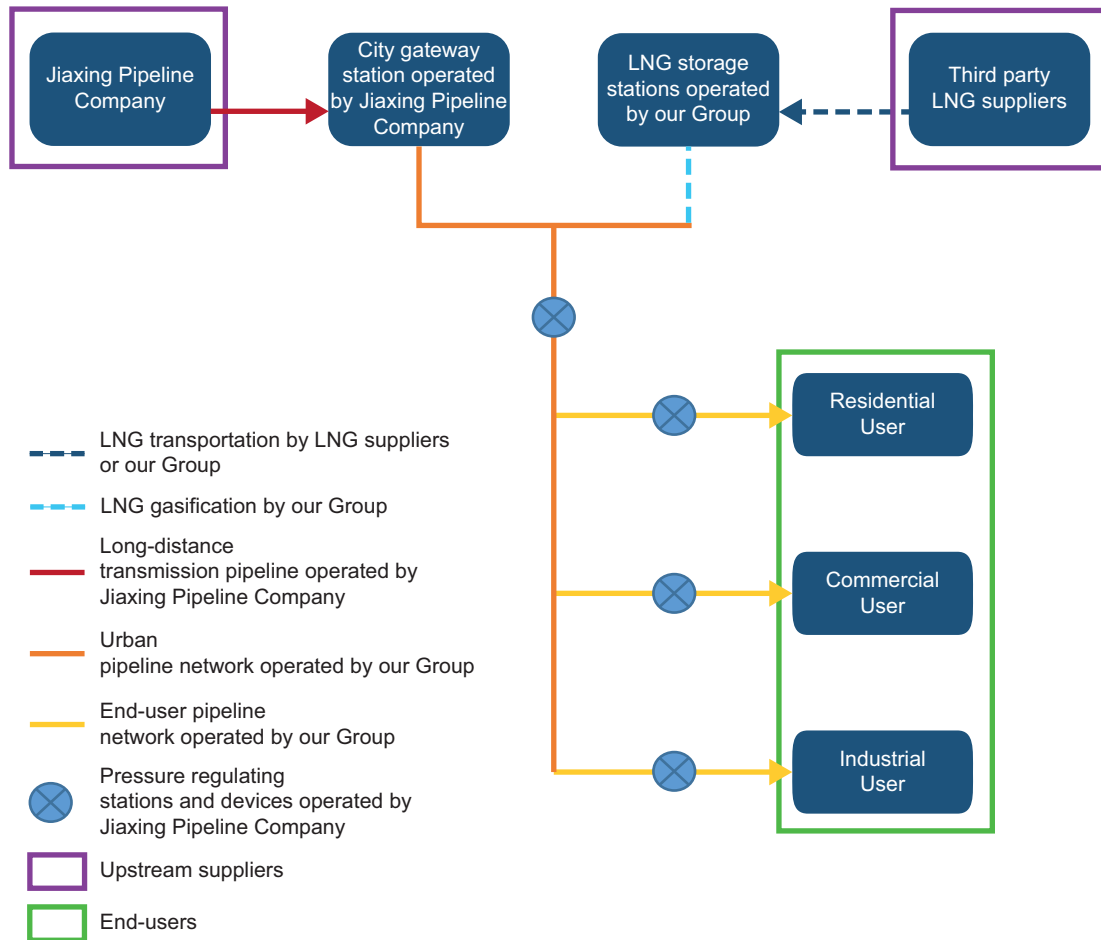 Jiaxing Pipeline
Company
City gateway
station operated
by Jiaxing Pipeline
Company
LNG storage
stations operated
by our Group
Third party
LNG suppliers
Residential
User
Commercial
User
Industrial
User
LNG transportation by LNG suppliers
or our Group
LNG gasification by our Group
Long-distance
transmission pipeline operated by
Jiaxing Pipeline Company
Urban
pipeline network operated by our Group
End-user pipeline
network operated by our Group
Pressure regulating
stations and devices operated by
Jiaxing Pipeline Company
Upstream suppliers
End-users